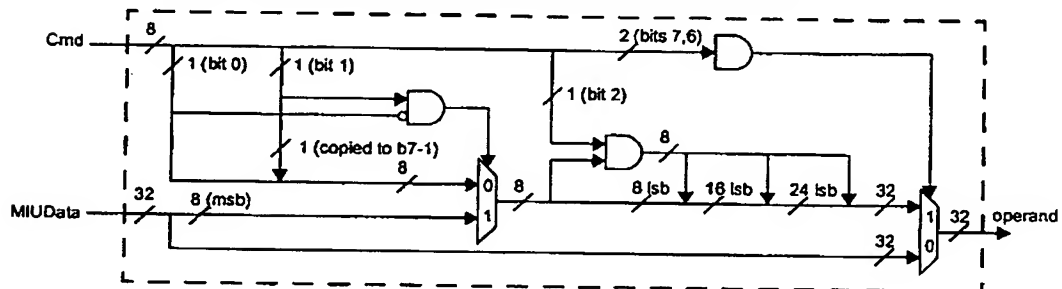 8
2 (bits 7,6)
Cmd
1 (bit 0)
1 (bit 1)
1 (bit 2)
1 (copied to b7-1)
8
8
0
8
8 lsb
16 lsb
24 lsb
32
32
8 (msb)
1
1
32
operand
MIUData
0
32